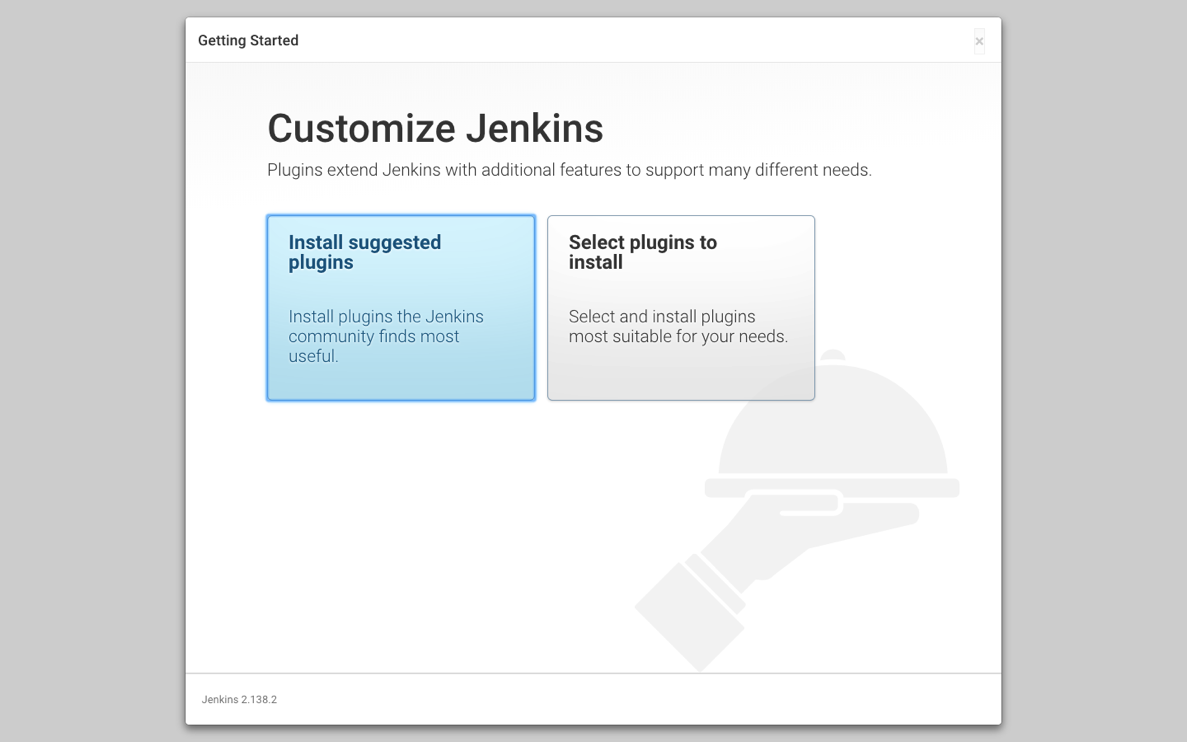 Getting Started
×
Customize Jenkins
Plugins extend Jenkins with additional features to support many different needs.
Install suggested
plugins
Install plugins the Jenkins
community finds most
useful.
Select plugins to
install
Select and install plugins
most suitable for your needs.
Jenkins 2.138.2